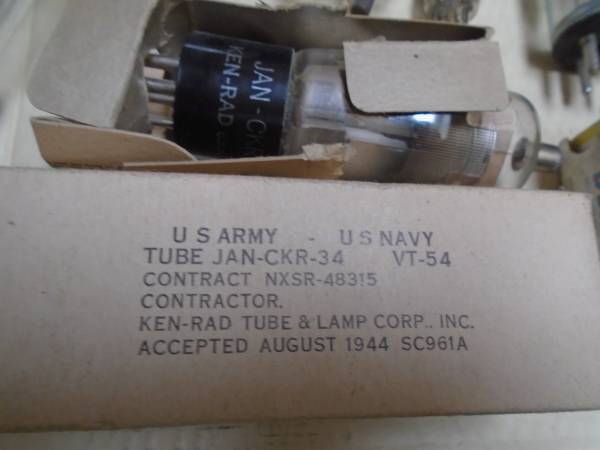 JAN-CKR
KEN-RAD
U S ARMY - U S NAVY
TUBE JAN-CKR-34 VT-54
CONTRACT NXSR-48315
CONTRACTOR.
KEN-RAD TUBE & LAMP CORP., INC.
ACCEPTED AUGUST 1944 SC961A